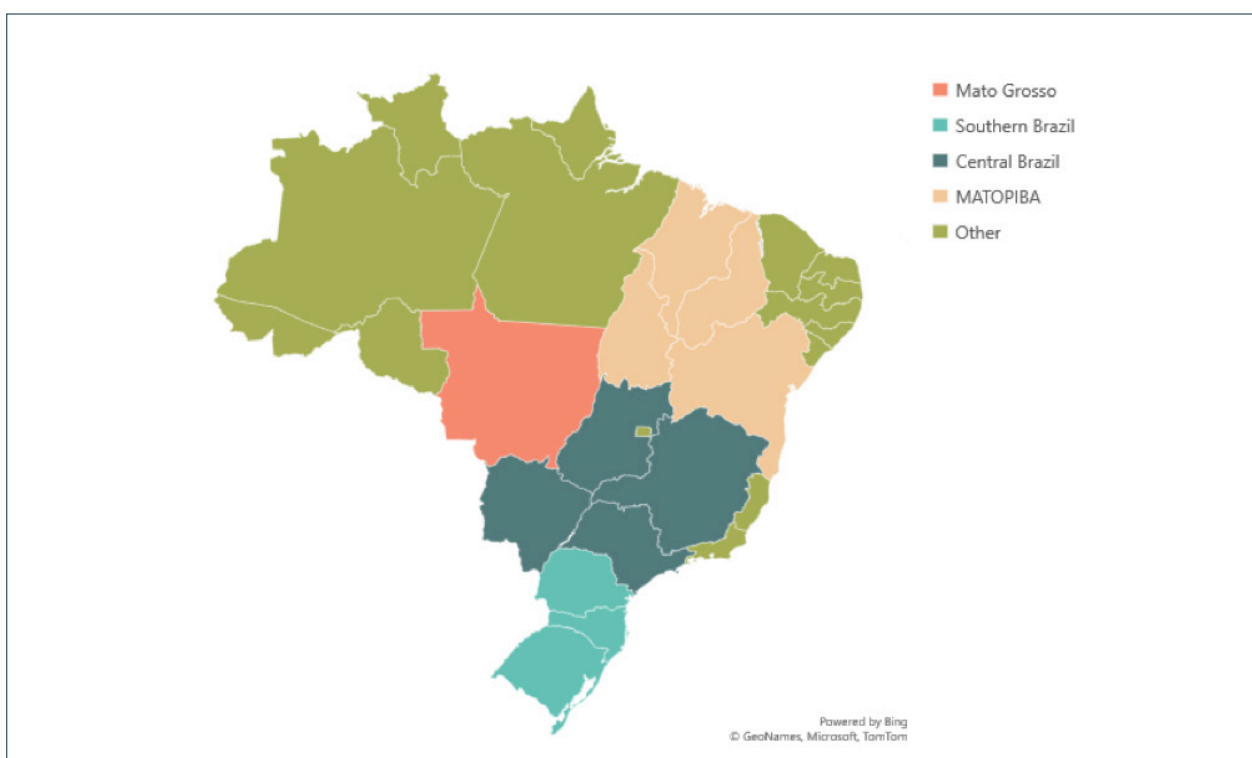 Mato Grosso
Southern Brazil
Central Brazil
MATOPIBA
Other
Powered by Bing
© GeoNames, Microsoft, TomTom